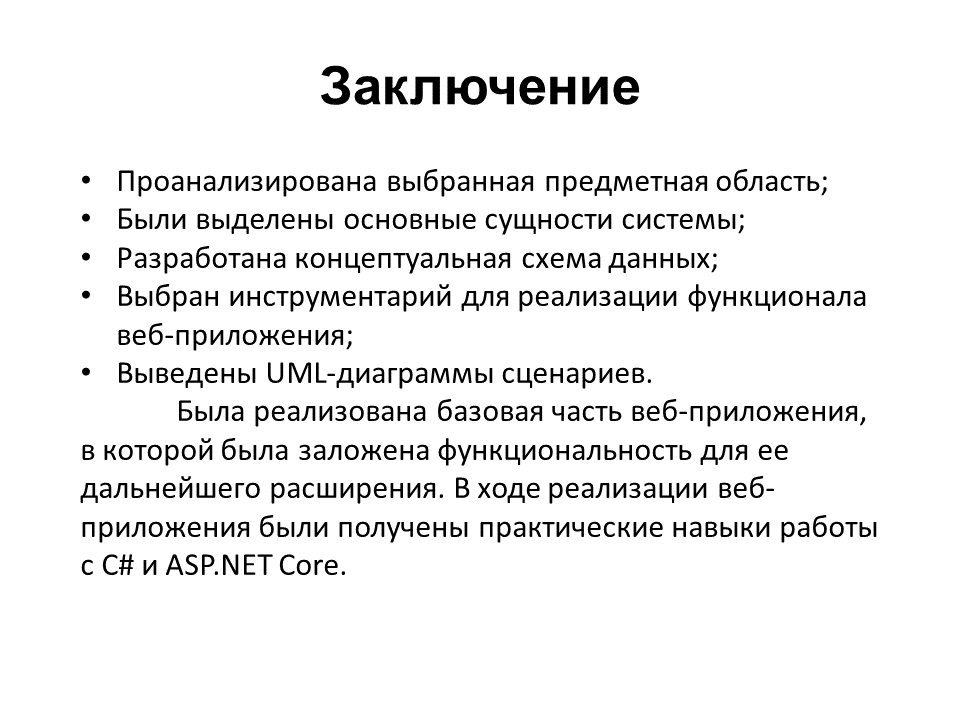 Заключение
• Проанализирована выбранная предметная область;
• Были выделены основные сущности системы;
• Разработана концептуальная схема данных;
• Выбран инструментарий для реализации функционала
веб-приложения;
• Выведены UML-диаграммы сценариев.
Была реализована базовая часть веб-приложения,
в которой была заложена функциональность для ее
дальнейшего расширения. В ходе реализации веб-
приложения были получены практические навыки работы
с C# и ASP.NET Core.